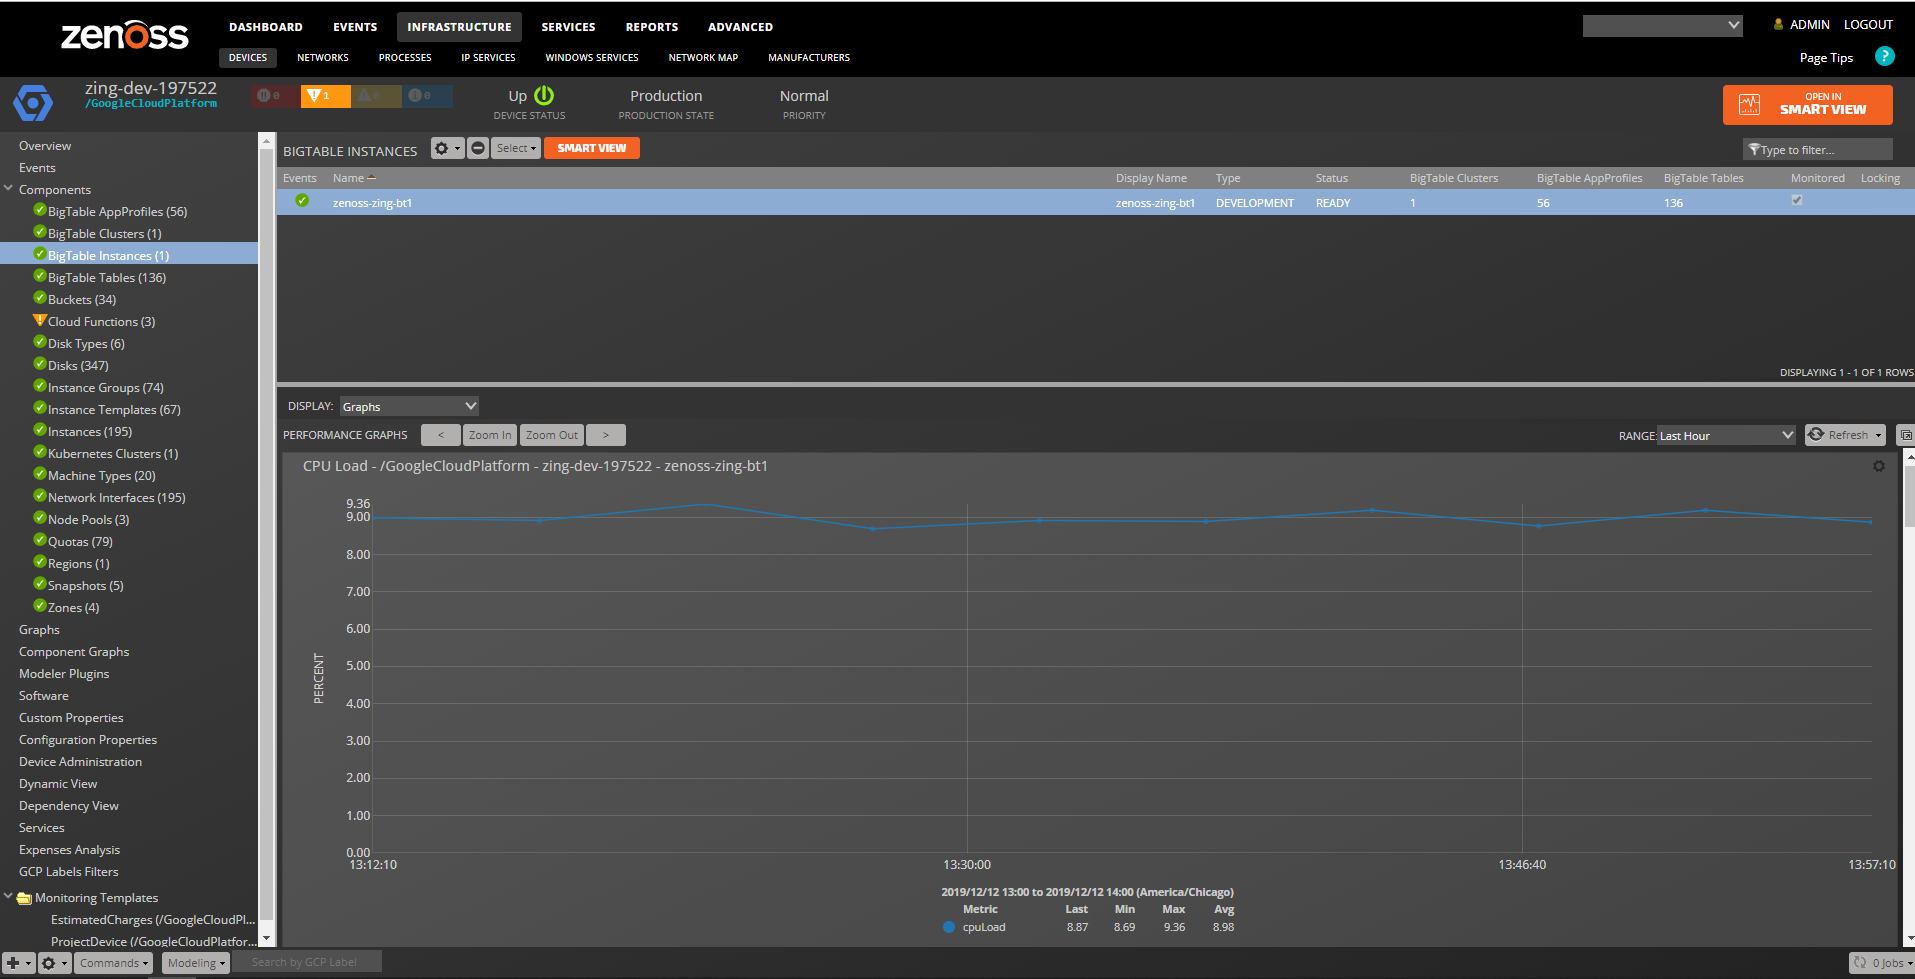 zenoss
DASHBOARD EVENTS INFRASTRUCTURE SERVICES REPORTS ADVANCED
ADMIN LOGOUT
DEVICES NETWORKS PROCESSES IP SERVICES WINDOWS SERVICES NETWORK MAP MANUFACTURERS
Page Tips ?
zing-dev-197522
/GoogleCloudPlatform
0 1 0 0
Up Production Normal
DEVICE STATUS PRODUCTION STATE PRIORITY
OPEN IN
SMART VIEW
Overview
Events
Components
BigTable AppProfiles (56)
BigTable Clusters (1)
BigTable Instances (1)
BigTable Tables (136)
Buckets (34)
Cloud Functions (3)
Disk Types (6)
Disks (347)
Instance Groups (74)
Instance Templates (67)
Instances (195)
Kubernetes Clusters (1)
Machine Types (20)
Network Interfaces (195)
Node Pools (3)
Quotas (79)
Regions (1)
Snapshots (5)
Zones (4)
Graphs
Component Graphs
Modeler Plugins
Software
Custom Properties
Configuration Properties
Device Administration
Dynamic View
Dependency View
Services
Expenses Analysis
GCP Labels Filters
Monitoring Templates
EstimatedCharges (/GoogleCloudPl...
ProjectDevice (/GoogleCloudPlatfor...
BIGTABLE INSTANCES Select SMART VIEW Type to filter...
Events Name Display Name Type Status BigTable Clusters BigTable AppProfiles BigTable Tables Monitored Locking
zenoss-zing-bt1 zenoss-zing-bt1 DEVELOPMENT READY 1 56 136
DISPLAYING 1 - 1 OF 1 ROWS
DISPLAY: Graphs
PERFORMANCE GRAPHS < Zoom In Zoom Out > RANGE: Last Hour Refresh
CPU Load - /GoogleCloudPlatform - zing-dev-197522 - zenoss-zing-bt1
9.36
9.00
8.00
7.00
6.00
5.00
4.00
3.00
2.00
1.00
0.00
PERCENT
13:12:10 13:30:00 13:46:40 13:57:10
2019/12/12 13:00 to 2019/12/12 14:00 (America/Chicago)
Metric Last Min Max Avg
cpuLoad 8.87 8.69 9.36 8.98
Commands Modeling Search by GCP Label 0 Jobs